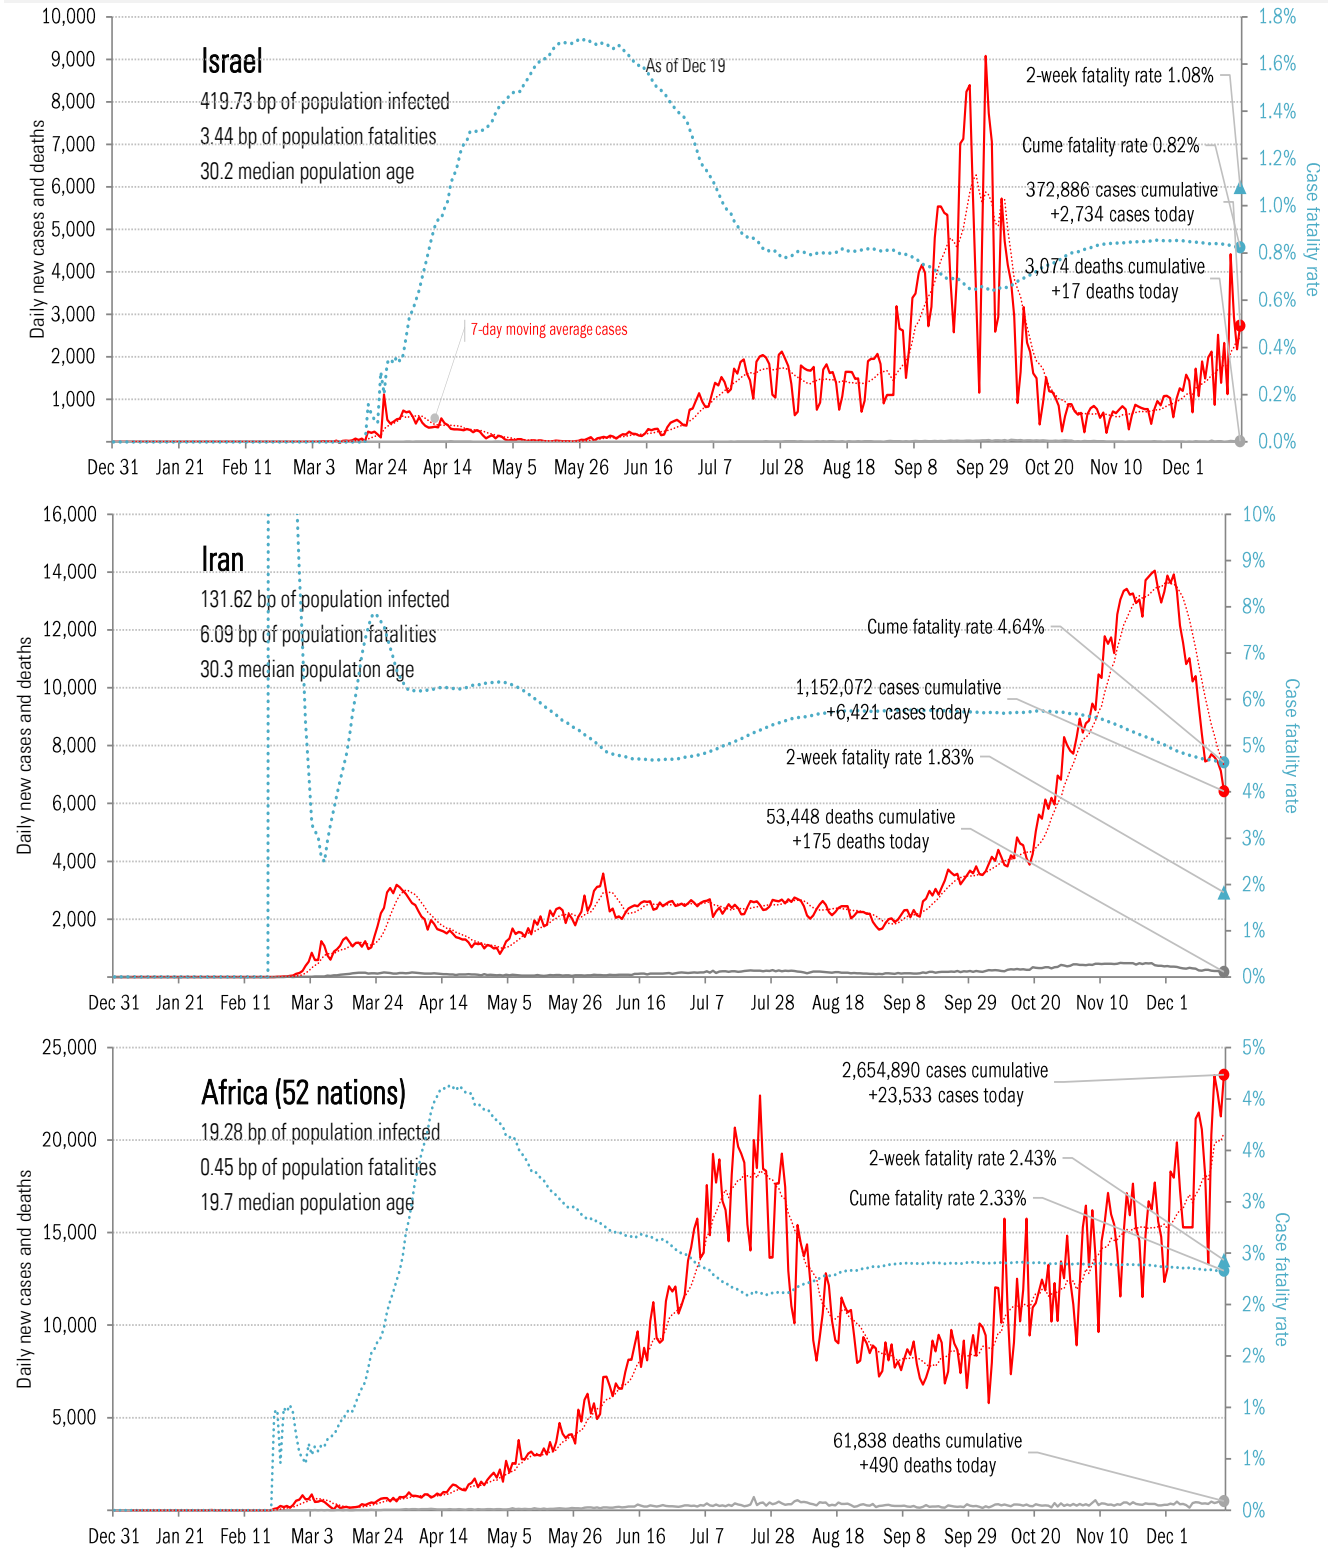 10,000
9,000
8,000
7,000
6,000
5,000
4,000
3,000
2,000
1,000
Daily new cases and deaths
Israel
419.73 bp of population infected
3.44 bp of population fatalities
30.2 median population age
As of Dec 19
7-day moving average cases
2-week fatality rate 1.08%
Cume fatality rate 0.82%
372,886 cases cumulative
+2,734 cases today
3,074 deaths cumulative
+17 deaths today
1.8%
1.6%
1.4%
1.2%
1.0%
0.8%
0.6%
0.4%
0.2%
0.0%
Case fatality rate
Dec 31 Jan 21 Feb 11 Mar 3 Mar 24 Apr 14 May 5 May 26 Jun 16 Jul 7 Jul 28 Aug 18 Sep 8 Sep 29 Oct 20 Nov 10 Dec 1
16,000
14,000
12,000
10,000
8,000
6,000
4,000
2,000
Daily new cases and deaths
Iran
131.62 bp of population infected
6.09 bp of population fatalities
30.3 median population age
Cume fatality rate 4.64%
1,152,072 cases cumulative
+6,421 cases today
2-week fatality rate 1.83%
53,448 deaths cumulative
+175 deaths today
10%
9%
8%
7%
6%
5%
4%
3%
2%
1%
0%
Case fatality rate
Dec 31 Jan 21 Feb 11 Mar 3 Mar 24 Apr 14 May 5 May 26 Jun 16 Jul 7 Jul 28 Aug 18 Sep 8 Sep 29 Oct 20 Nov 10 Dec 1
25,000
20,000
15,000
10,000
5,000
Daily new cases and deaths
Africa (52 nations)
19.28 bp of population infected
0.45 bp of population fatalities
19.7 median population age
2,654,890 cases cumulative
+23,533 cases today
2-week fatality rate 2.43%
Cume fatality rate 2.33%
61,838 deaths cumulative
+490 deaths today
5%
4%
4%
3%
3%
2%
2%
1%
1%
0%
Case fatality rate
Dec 31 Jan 21 Feb 11 Mar 3 Mar 24 Apr 14 May 5 May 26 Jun 16 Jul 7 Jul 28 Aug 18 Sep 8 Sep 29 Oct 20 Nov 10 Dec 1